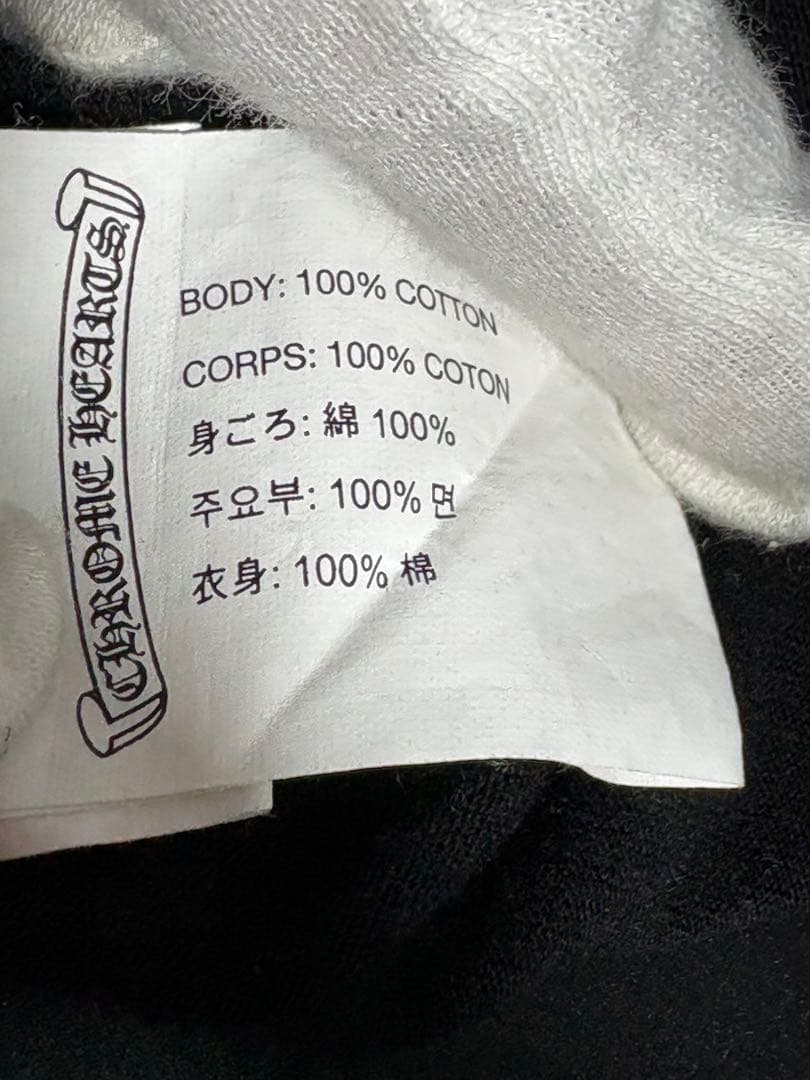 CHROME HEARTS
BODY: 100% COTTON
CORPS: 100% COTON
身ごろ: 綿 100%
주요부: 100% 면
衣身: 100% 棉